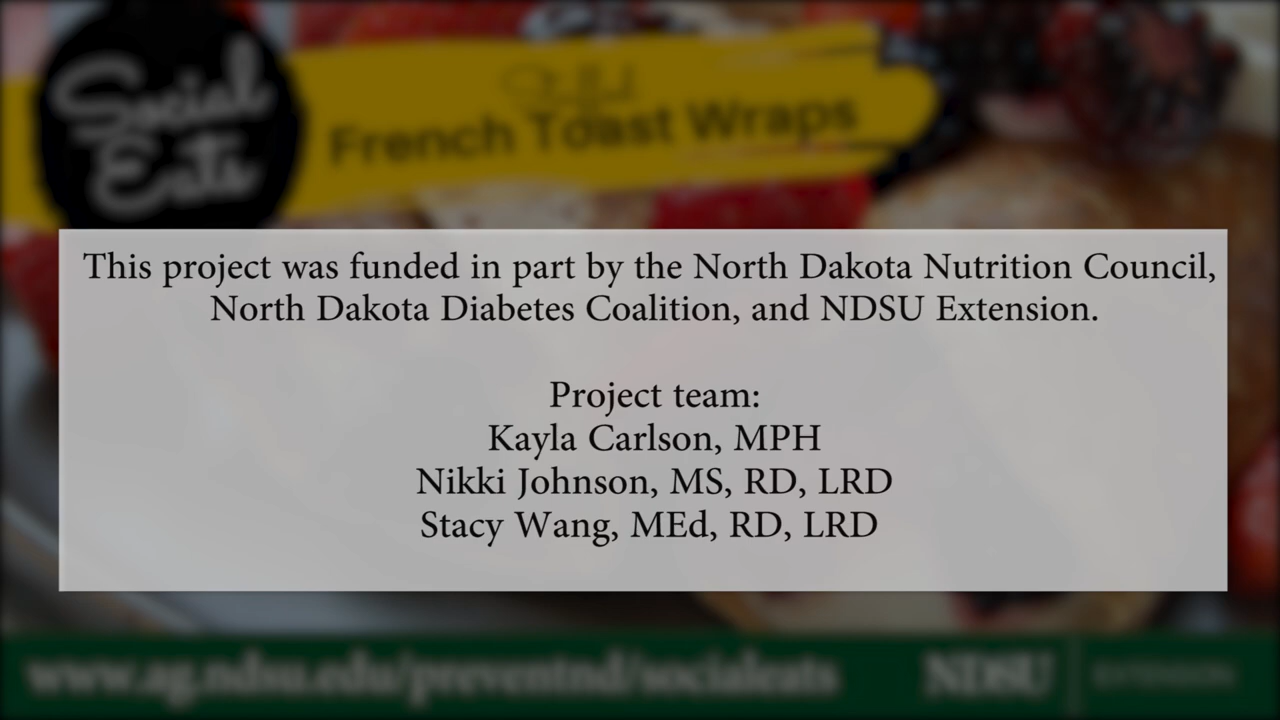 Social
Eats
French Toast Wraps
This project was funded in part by the North Dakota Nutrition Council,
North Dakota Diabetes Coalition, and NDSU Extension.
Project team:
Kayla Carlson, MPH
Nikki Johnson, MS, RD, LRD
Stacy Wang, MEd, RD, LRD
www.ag.ndsu.edu/preventnd/socialeats
NDSU
EXTENSION